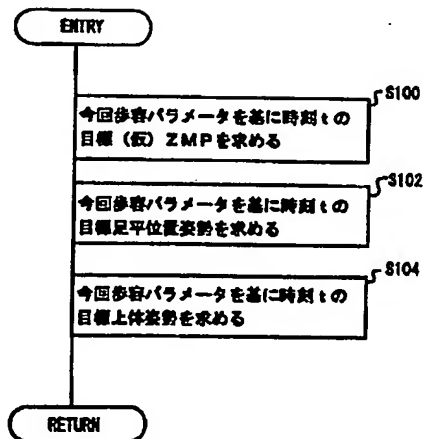 ENTRY
S100
今回歩容パラメータを基に時刻tの
目標（仮）ZMPを求める
S102
今回歩容パラメータを基に時刻tの
目標足平位置姿勢を求める
S104
今回歩容パラメータを基に時刻tの
目標上体姿勢を求める
RETURN